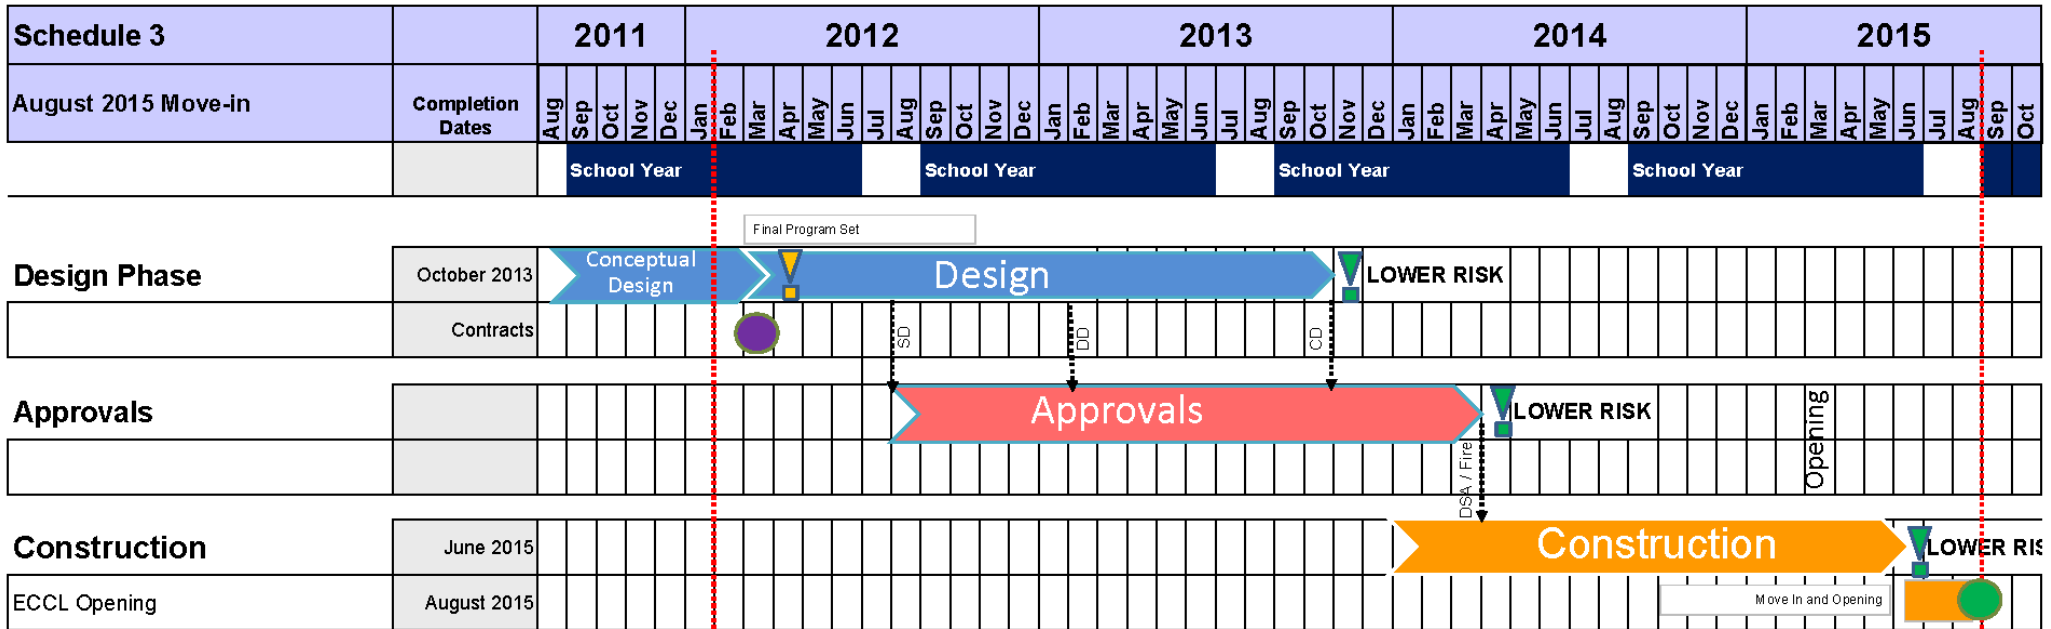 Schedule 3
2011 2012 2013 2014 2015
August 2015 Move-in
Completion
Dates
Aug Sep Oct Nov Dec Jan Feb Mar Apr May Jun Jul Aug Sep Oct Nov Dec Jan Feb Mar Apr May Jun Jul Aug Sep Oct Nov Dec Jan Feb Mar Apr May Jun Jul Aug Sep Oct Nov Dec Jan Feb Mar Apr May Jun Jul Aug Sep Oct
School Year School Year School Year School Year
Final Program Set
Design Phase
October 2013
Conceptual
Design
Design
LOWER RISK
Contracts
SD
DD
CD
Approvals
Approvals
LOWER RISK
Opening
DSA / Fire
Construction
June 2015
Construction
LOWER RIS
ECCL Opening
August 2015
Move In and Opening